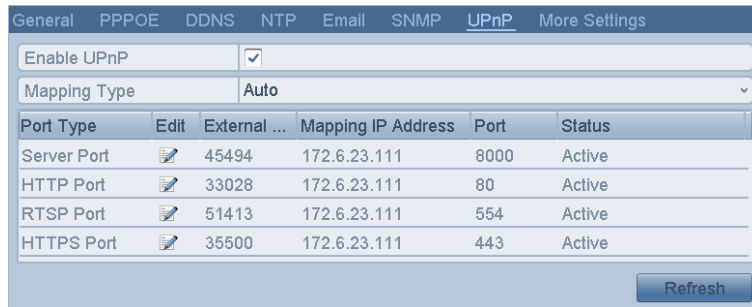 General PPPOE DDNS NTP Email SNMP UPnP More Settings
Enable UPnP
Mapping Type Auto
Port Type Edit External ... Mapping IP Address Port Status
Server Port 45494 172.6.23.111 8000 Active
HTTP Port 33028 172.6.23.111 80 Active
RTSP Port 51413 172.6.23.111 554 Active
HTTPS Port 35500 172.6.23.111 443 Active
Refresh